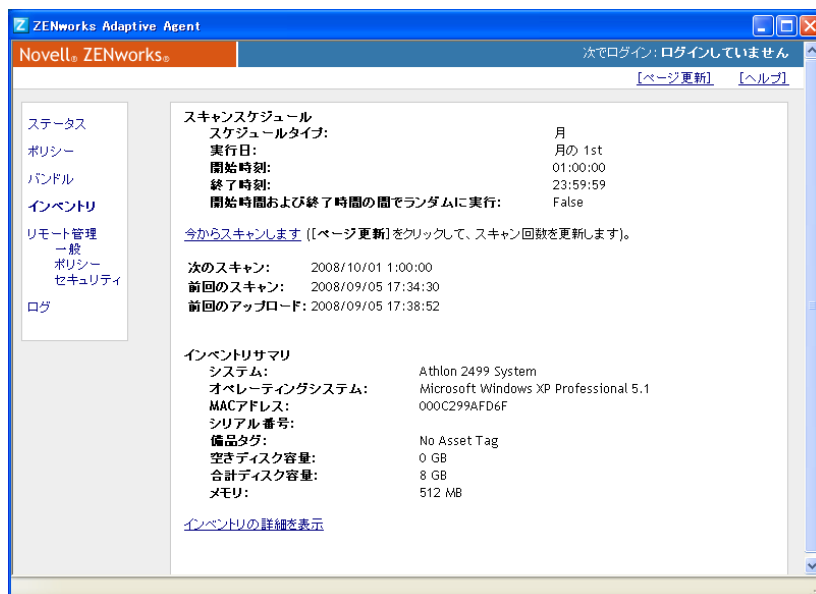 ZENworks Adaptive Agent
Novell® ZENworks®
次でログイン: ログインしていません
[ページ更新] [ヘルプ]
ステータス
ポリシー
バンドル
インベントリ
リモート管理
一般
ポリシー
セキュリティ
ログ
スキャンスケジュール
スケジュールタイプ: 月
実行日: 月の 1st
開始時刻: 01:00:00
終了時刻: 23:59:59
開始時間および終了時間の間でランダムに実行: False
今からスキャンします ([ページ更新]をクリックして、スキャン回数を更新します)。
次のスキャン: 2008/10/01 1:00:00
前回のスキャン: 2008/09/05 17:34:30
前回のアップロード: 2008/09/05 17:38:52
インベントリサマリ
システム: Athlon 2499 System
オペレーティングシステム: Microsoft Windows XP Professional 5.1
MACアドレス: 000C299AFD6F
シリアル番号:
備品タグ: No Asset Tag
空きディスク容量: 0 GB
合計ディスク容量: 8 GB
メモリ: 512 MB
インベントリの詳細を表示